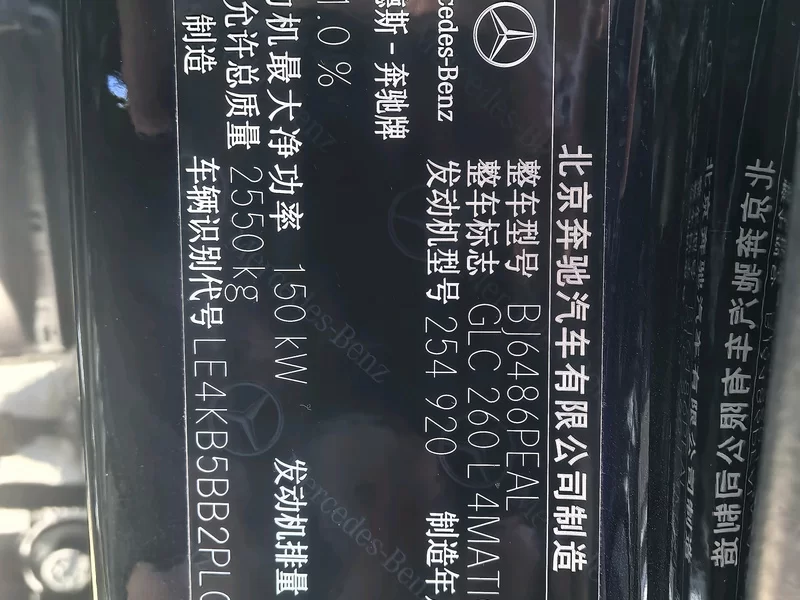 北京奔驰汽车有限公司制造
cedes-Benz
整车型号 BJ6486PEAL
整车标志 GLC 260 L 4MATI
发动机型号 254 920 制造年
斯-奔驰牌
1.0 %
机最大净功率 150 kW 发动机排量
允许总质量 2550 kg
制造
车辆识别代号 LE4KB5BB2PL